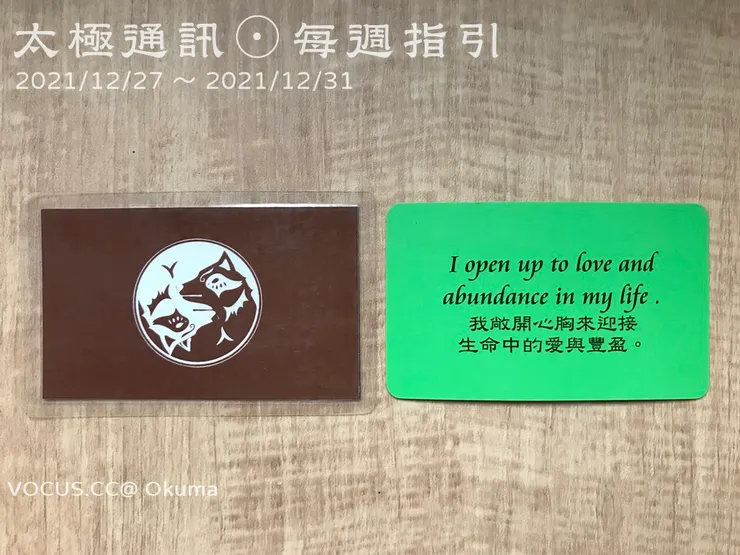 太極通訊☉每週指引
2021/12/27 ～ 2021/12/31
I open up to love and
abundance in my life .
我敞開心胸來迎接
生命中的愛與豐盈。
VOCUS.CC@ Okuma